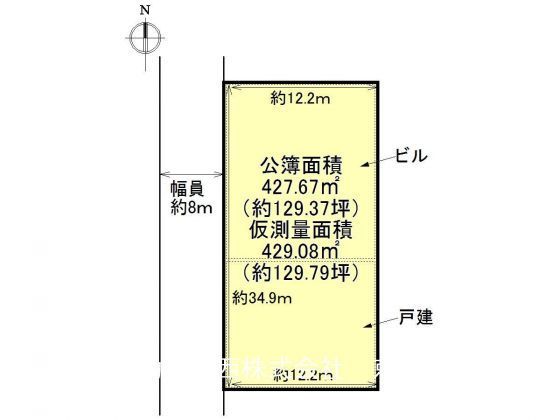 N
約12.2m
ビル
公簿面積
427.67㎡
(約129.37坪)
仮測量面積
429.08㎡
(約129.79坪)
幅員
約8m
約34.9m
戸建
西株式会社
約12.2m